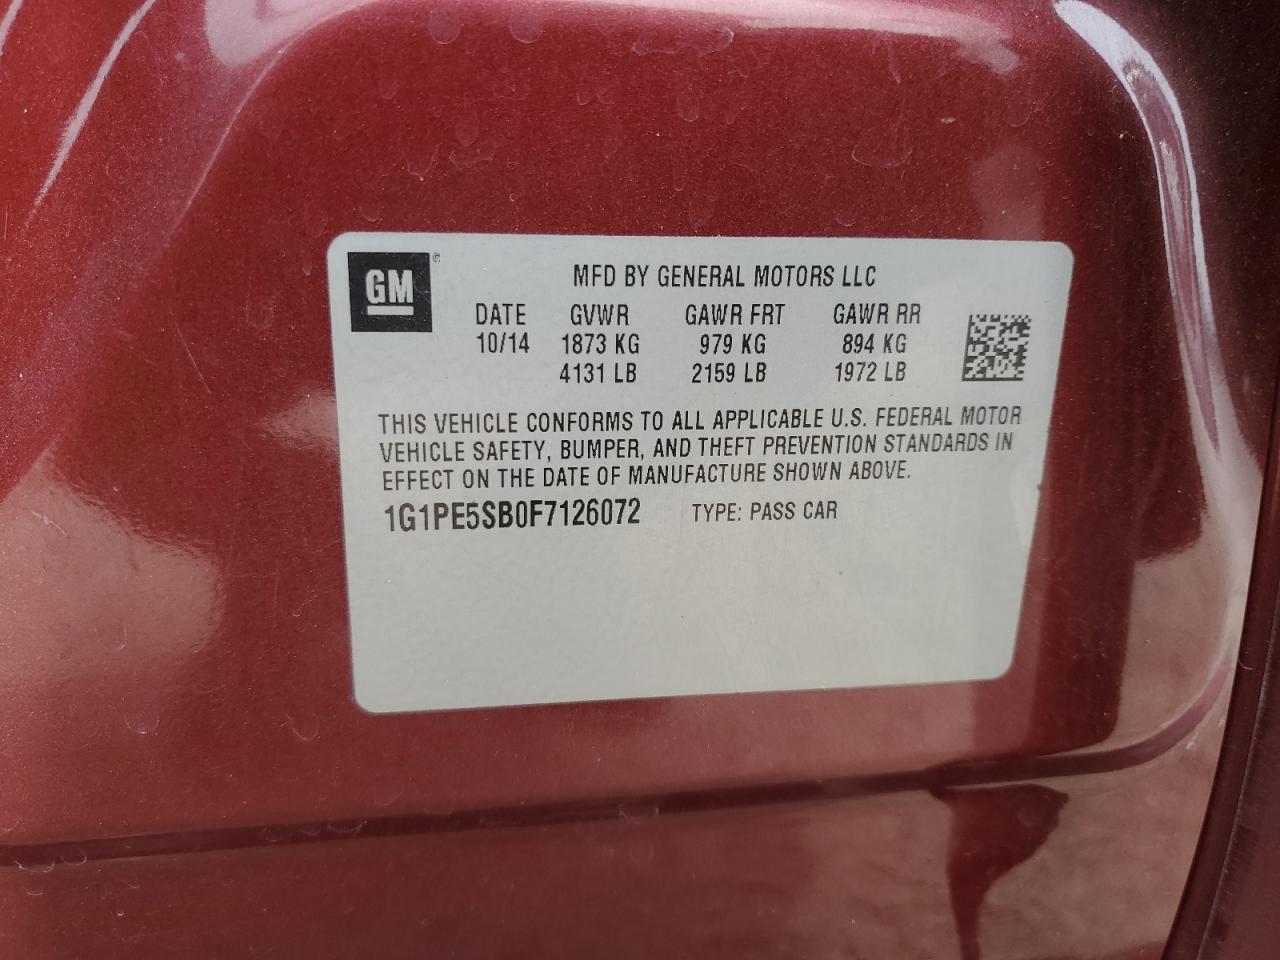 GM®
MFD BY GENERAL MOTORS LLC
DATE GVWR GAWR FRT GAWR RR
10/14 1873 KG 979 KG 894 KG
4131 LB 2159 LB 1972 LB
THIS VEHICLE CONFORMS TO ALL APPLICABLE U.S. FEDERAL MOTOR
VEHICLE SAFETY, BUMPER, AND THEFT PREVENTION STANDARDS IN
EFFECT ON THE DATE OF MANUFACTURE SHOWN ABOVE.
1G1PE5SB0F7126072 TYPE: PASS CAR